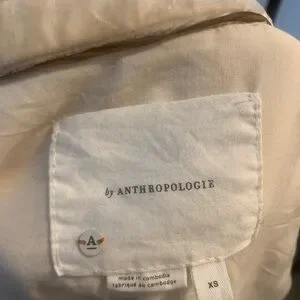 by ANTHROPOLOGIE
A
made in cambodia
fabriqué au cambodge
XS